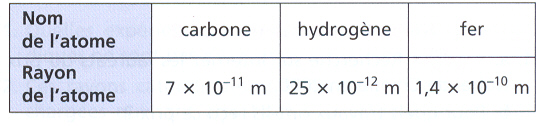 Nom
de l'atome
carbone
hydrogène
fer
Rayon
de l'atome
7 × 10⁻¹¹ m
25 × 10⁻¹² m
1,4 × 10⁻¹⁰ m